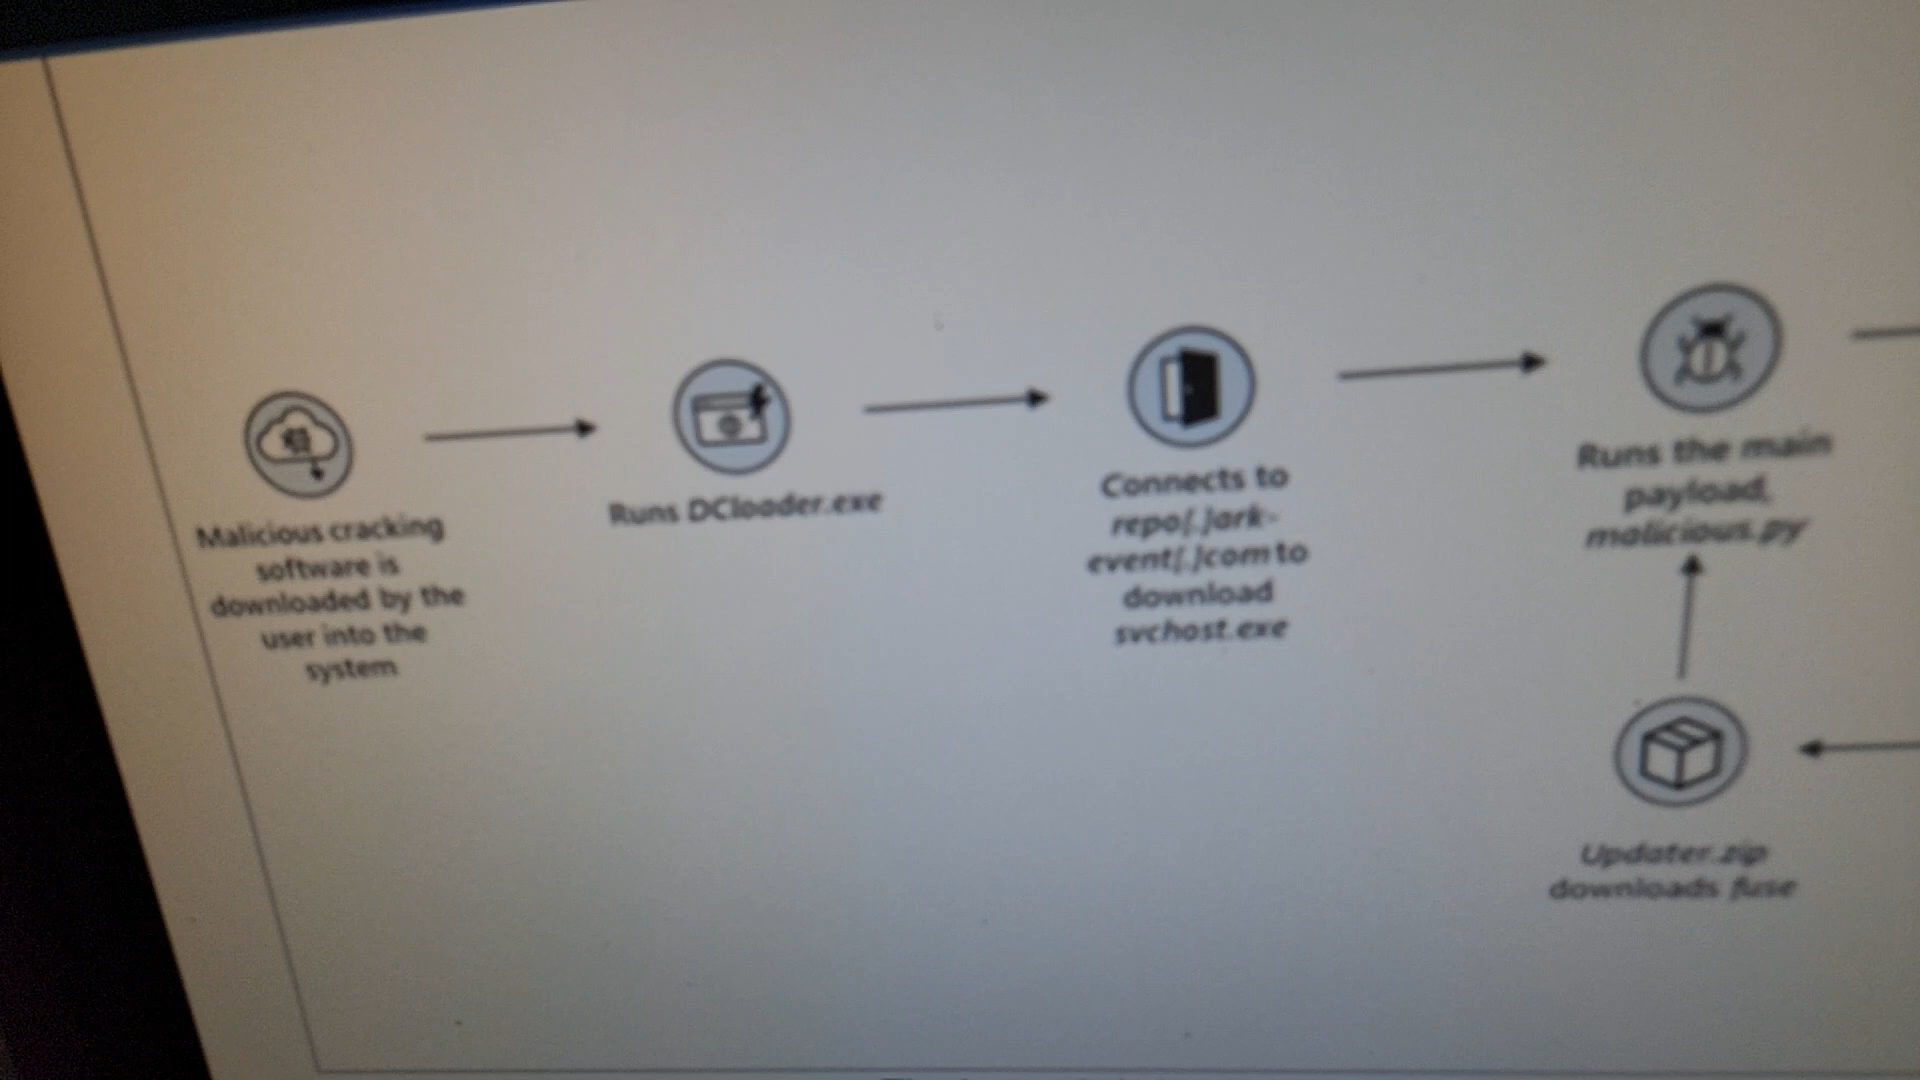 Malicious cracking
software is
downloaded by the
user into the
system
Runs DCloader.exe
Connects to
repo[.]ark-
event[.]com to
download
svchost.exe
Runs the main
payload,
malicious.py
Updater.zip
downloads fuse